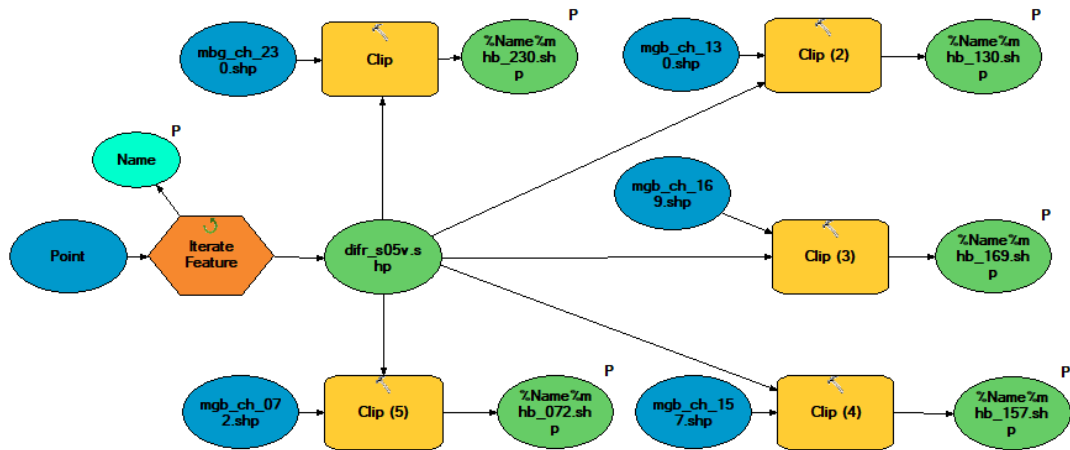 P
P
mbg_ch_23
0.shp
Clip
%Name%m
hb_230.sh
p
mgb_ch_13
0.shp
Clip (2)
%Name%m
hb_130.sh
p
P
Name
mgb_ch_16
9.shp
P
Point
Iterate
Feature
difr_s05v.s
hp
Clip (3)
%Name%m
hb_169.sh
p
P
P
mgb_ch_07
2.shp
Clip (5)
%Name%m
hb_072.sh
p
mgb_ch_15
7.shp
Clip (4)
%Name%m
hb_157.sh
p